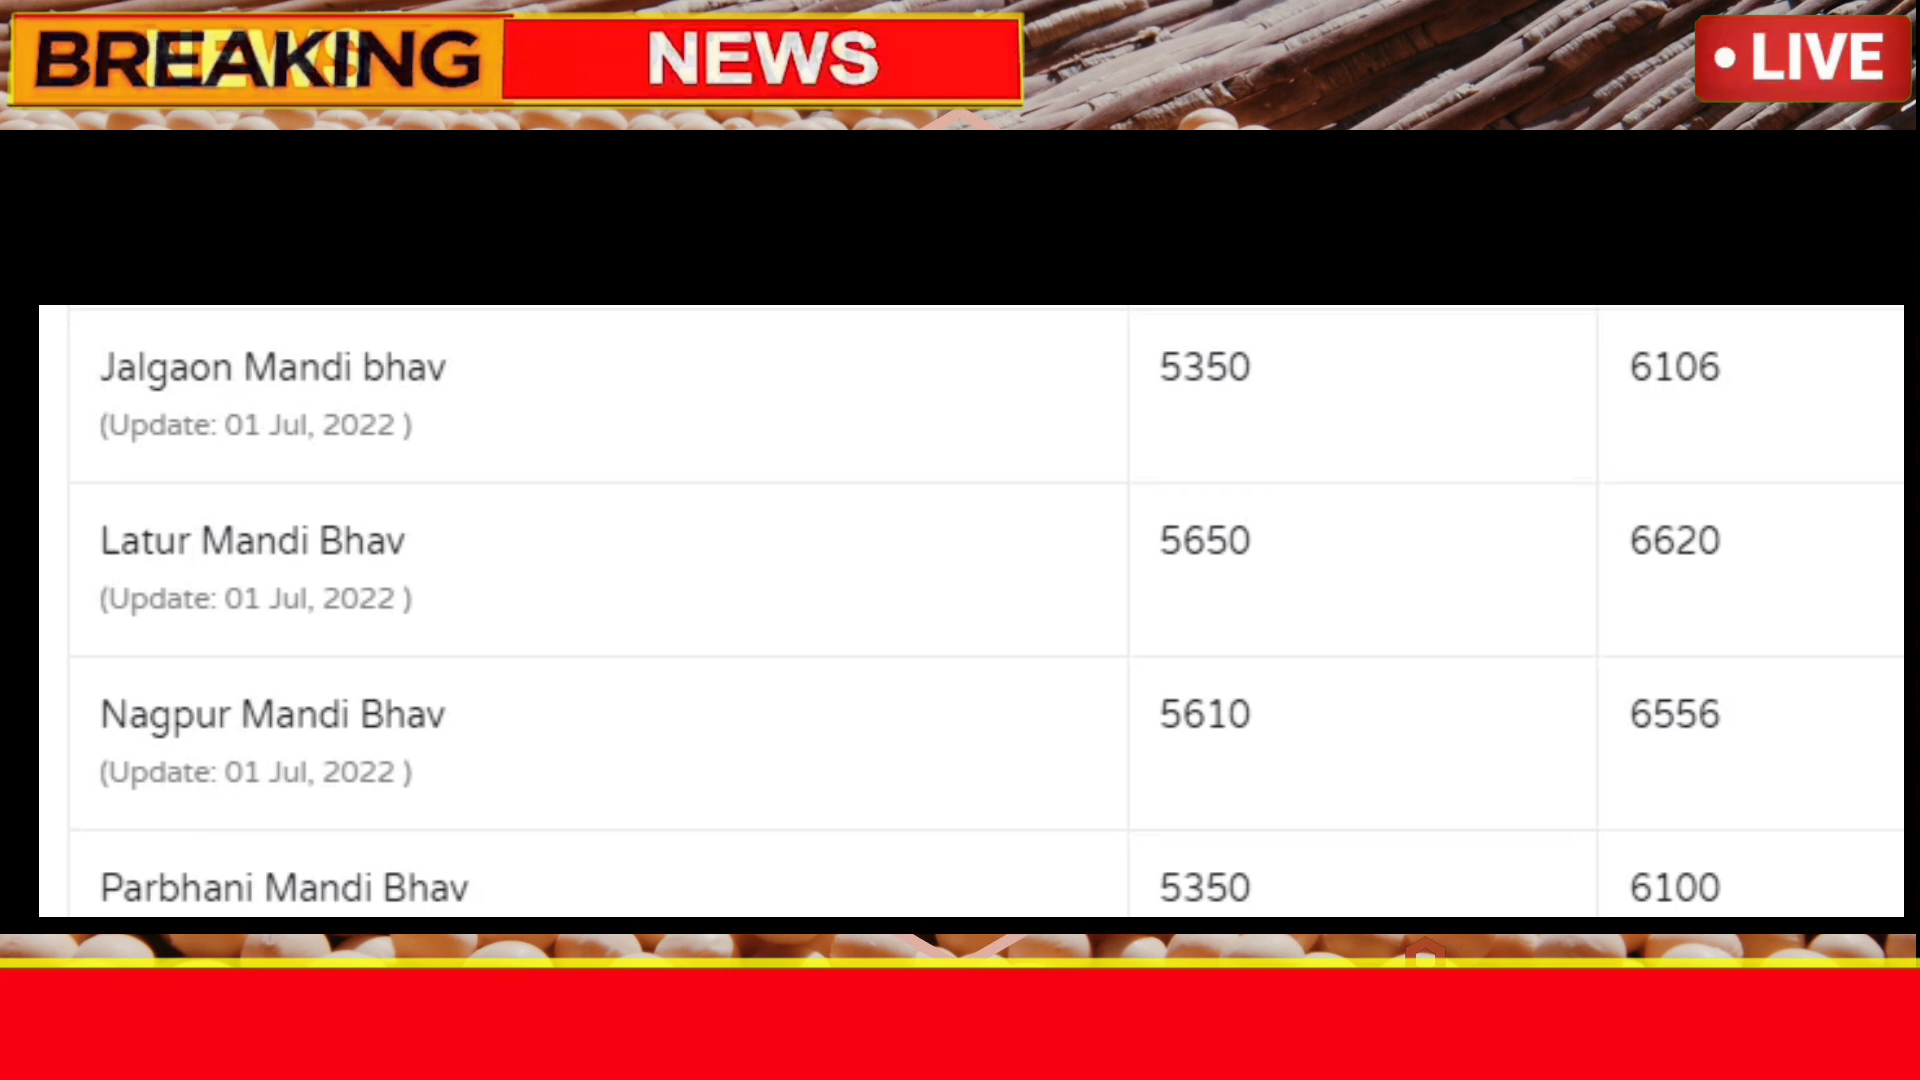 BREAKING NEWS
• LIVE
Jalgaon Mandi bhav 5350 6106
(Update: 01 Jul, 2022 )
Latur Mandi Bhav 5650 6620
(Update: 01 Jul, 2022 )
Nagpur Mandi Bhav 5610 6556
(Update: 01 Jul, 2022 )
Parbhani Mandi Bhav 5350 6100